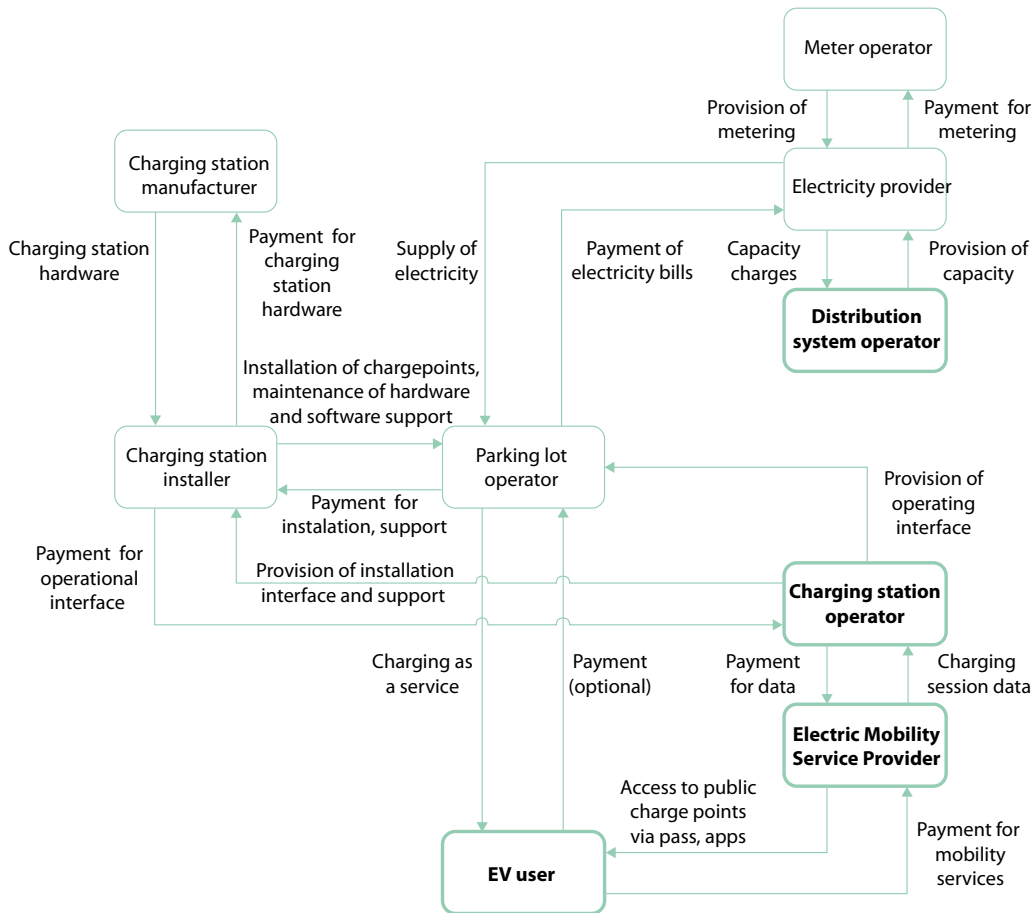 Meter operator
Provision of
metering
Payment for
metering
Charging station
manufacturer
Electricity provider
Charging station
hardware
Payment for
charging
station
hardware
Supply of
electricity
Payment of
electricity bills
Capacity
charges
Provision of
capacity
Distribution
system operator
Installation of chargepoints,
maintenance of hardware
and software support
Charging station
installer
Parking lot
operator
Provision of
operating
interface
Payment for
instalation, support
Payment for
operational
interface
Provision of installation
interface and support
Charging station
operator
Charging as
a service
Payment
(optional)
Payment
for data
Charging
session data
Electric Mobility
Service Provider
Access to public
charge points
via pass, apps
Payment for
mobility
services
EV user